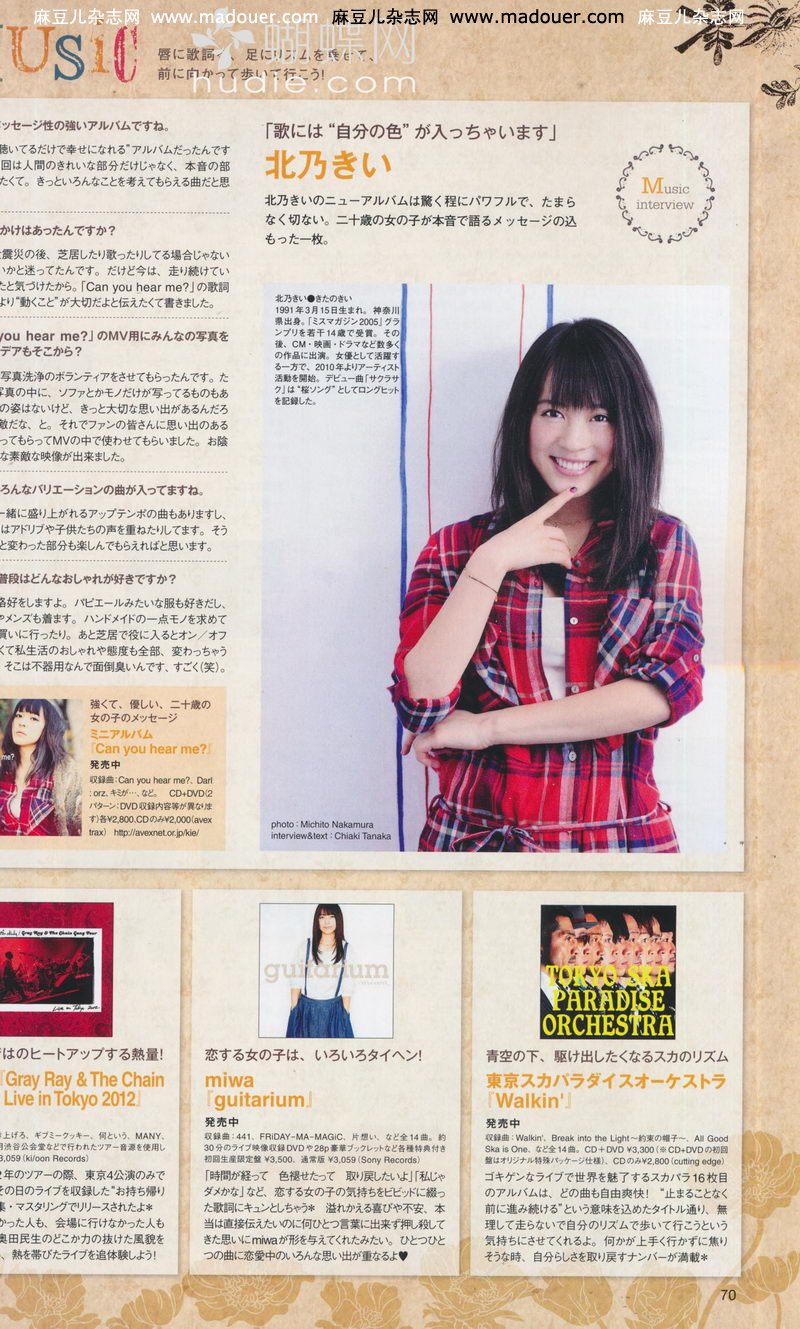 麻豆儿杂志网 www.madouer.com 麻豆儿杂志网 www.madouer.com 麻豆儿杂志网
MUSIC
唇に歌詞を、足にリズムを乗せて、
前に向かって歩いて行こう!
蝴蝶网
hudie.com
ッセージ性の強いアルバムですね。
聴いてるだけで幸せになれる”アルバムだったんです
回は人間のきれいな部分だけじゃなく、本音の部
たくて。きっといろんなことを考えてもらえる曲だと思
かけはあったんですか?
震災の後、芝居したり歌ったりしてる場合じゃない
いかと迷ってたんです。だけど今は、走り続けてい
たと気づけたから。「Can you hear me?」の歌詞
より“動くこと”が大切だよと伝えたくて書きました。
you hear me?」のMV用にみんなの写真を
デアもそこから?
写真洗浄のボランティアをさせてもらったんです。た
写真の中に、ソファとかモノだけが写ってるものもあ
の姿はないけど、きっと大切な思い出があるんだろ
敵だな、と。それでファンの皆さんに思い出のある
ってもらってMVの中で使わせてもらいました。お陰
な素敵な映像が出来ました。
ろんなバリエーションの曲が入ってますね。
一緒に盛り上がれるアップテンポの曲もありますし、
はアドリブや子供たちの声を重ねたりしてます。そう
と変わった部分も楽しんでもらえればと思います。
普段はどんなおしゃれが好きですか?
格好をしますよ。パピエールみたいな服も好きだし、
やメンズも着ます。ハンドメイドの一点モノを求めて
買いに行ったり。あと芝居で役に入るとオン/オフ
くて私生活のおしゃれや態度も全部、変わっちゃう
そこは不器用なんで面倒臭いんです、すごく(笑)。
強くて、優しい、二十歳の
女の子のメッセージ
ミニアルバム
『Can you hear me?』
発売中
収録曲:Can you hear me?、Darl
orz、キミが…、など。 CD+DVD(2
パターン:DVD収録内容等が異なりま
す)各¥2,800、CDのみ¥2,000(avex
trax) http://avexnet.or.jp/kie/
「歌には“自分の色”が入っちゃいます」
北乃きい
北乃きいのニューアルバムは驚く程にパワフルで、たまら
なく切ない。二十歳の女の子が本音で語るメッセージの込
もった一枚。
Music
interview
北乃きい●きたのきい
1991年3月15日生まれ。神奈川
県出身。「ミスマガジン2005」グラ
ンプリを若干14歳で受賞。その
後、CM・映画・ドラマなど数多く
の作品に出演。女優として活躍す
る一方で、2010年よりアーティスト
活動を開始。デビュー曲「サクラサ
ク」は“桜ソング”としてロングヒット
を記録した。
photo:Michito Nakamura
interview&text:Chiaki Tanaka
Gray Ray & The Chain Gang Tour
Live in Tokyo 2012
はのヒートアップする熱量!
『Gray Ray & The Chain
Live in Tokyo 2012』
上げろ、ギブミークッキー、何という、MANY、
渋谷公会堂などで行われたツアー音源を使用し
3,059(ki/oon Records)
2年のツアーの際、東京4公演のみで
その日のライブを収録した“お持ち帰り
集・マスタリングでリリースされたよ*
かった人も、会場に行けなかった人も
奥田民生のどこか力の抜けた風貌を
、熱を帯びたライブを追体験しよう!
guitarium
恋する女の子は、いろいろタイヘン!
miwa
『guitarium』
発売中
収録曲:441、FRiDAY-MA-MAGiC、片想い、など全14曲。約
30分のライブ映像収録DVDや28p豪華ブックレットなど各種特典付き
初回生産限定盤 ¥3,500、通常版 ¥3,059(Sony Records)
「時間が経って 色褪せたって 取り戻したいよ」「私じゃ
ダメかな」など、恋する女の子の気持ちをビビッドに綴っ
た歌詞にキュンとしちゃう* 溢れかえる喜びや不安、本
当は直接伝えたいのに何ひとつ言葉に出来ず押し殺して
きた思いにmiwaが形を与えてくれたみたい。ひとつひと
つの曲に恋愛中のいろんな思い出が重なるよ♥
TOKYO SKA
PARADISE
ORCHESTRA
青空の下、駆け出したくなるスカのリズム
東京スカパラダイスオーケストラ
『Walkin'』
発売中
収録曲:Walkin'、Break into the Light～約束の帽子～、All Good
Ska is One、など全14曲。CD+DVD ¥3,300(※CD+DVDの初回
盤はオリジナル特殊パッケージ仕様)、CDのみ¥2,800(cutting edge)
ゴキゲンなライブで世界を魅了するスカパラ16枚目
のアルバムは、どの曲も自由爽快! “止まることなく
前に進み続ける”という意味を込めたタイトル通り、無
理して走らないで自分のリズムで歩いて行こうという
気持ちにさせてくれるよ。何かが上手く行かずに焦り
そうな時、自分らしさを取り戻すナンバーが満載*
70